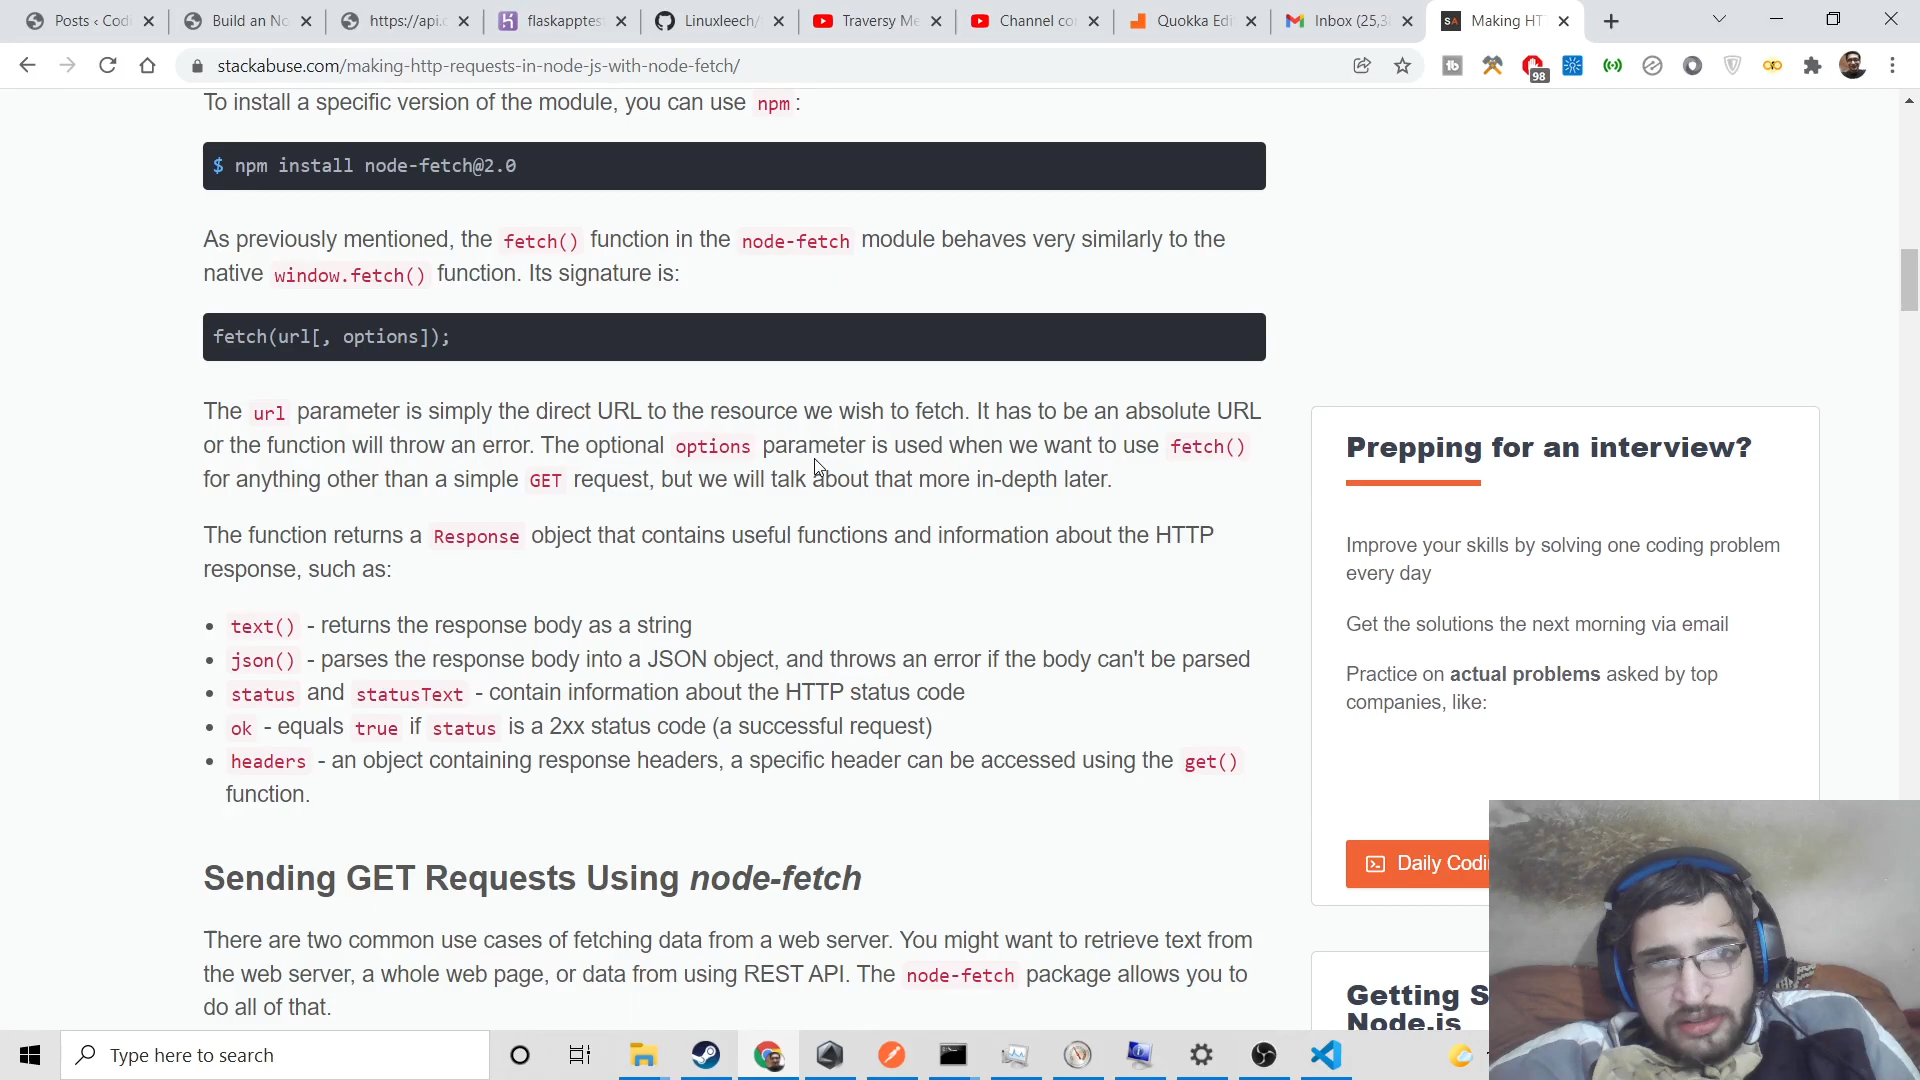 Posts ‹ Codi
Build an No
https://api.c
flaskapptest
Linuxleech/
Traversy Me
Channel co
Quokka Edi
Inbox (25,3
Making HT
stackabuse.com/making-http-requests-in-node-js-with-node-fetch/
98
To install a specific version of the module, you can use npm :
$ npm install node-fetch@2.0
As previously mentioned, the fetch() function in the node-fetch module behaves very similarly to the
native window.fetch() function. Its signature is:
fetch(url[, options]);
The url parameter is simply the direct URL to the resource we wish to fetch. It has to be an absolute URL
or the function will throw an error. The optional options parameter is used when we want to use fetch()
for anything other than a simple GET request, but we will talk about that more in-depth later.
The function returns a Response object that contains useful functions and information about the HTTP
response, such as:
• text() - returns the response body as a string
• json() - parses the response body into a JSON object, and throws an error if the body can't be parsed
• status and statusText - contain information about the HTTP status code
• ok - equals true if status is a 2xx status code (a successful request)
• headers - an object containing response headers, a specific header can be accessed using the get()
function.
Sending GET Requests Using node-fetch
There are two common use cases of fetching data from a web server. You might want to retrieve text from
the web server, a whole web page, or data from using REST API. The node-fetch package allows you to
do all of that.
Prepping for an interview?
Improve your skills by solving one coding problem
every day
Get the solutions the next morning via email
Practice on actual problems asked by top
companies, like:
Daily Codi
Getting S
Node.js
Type here to search